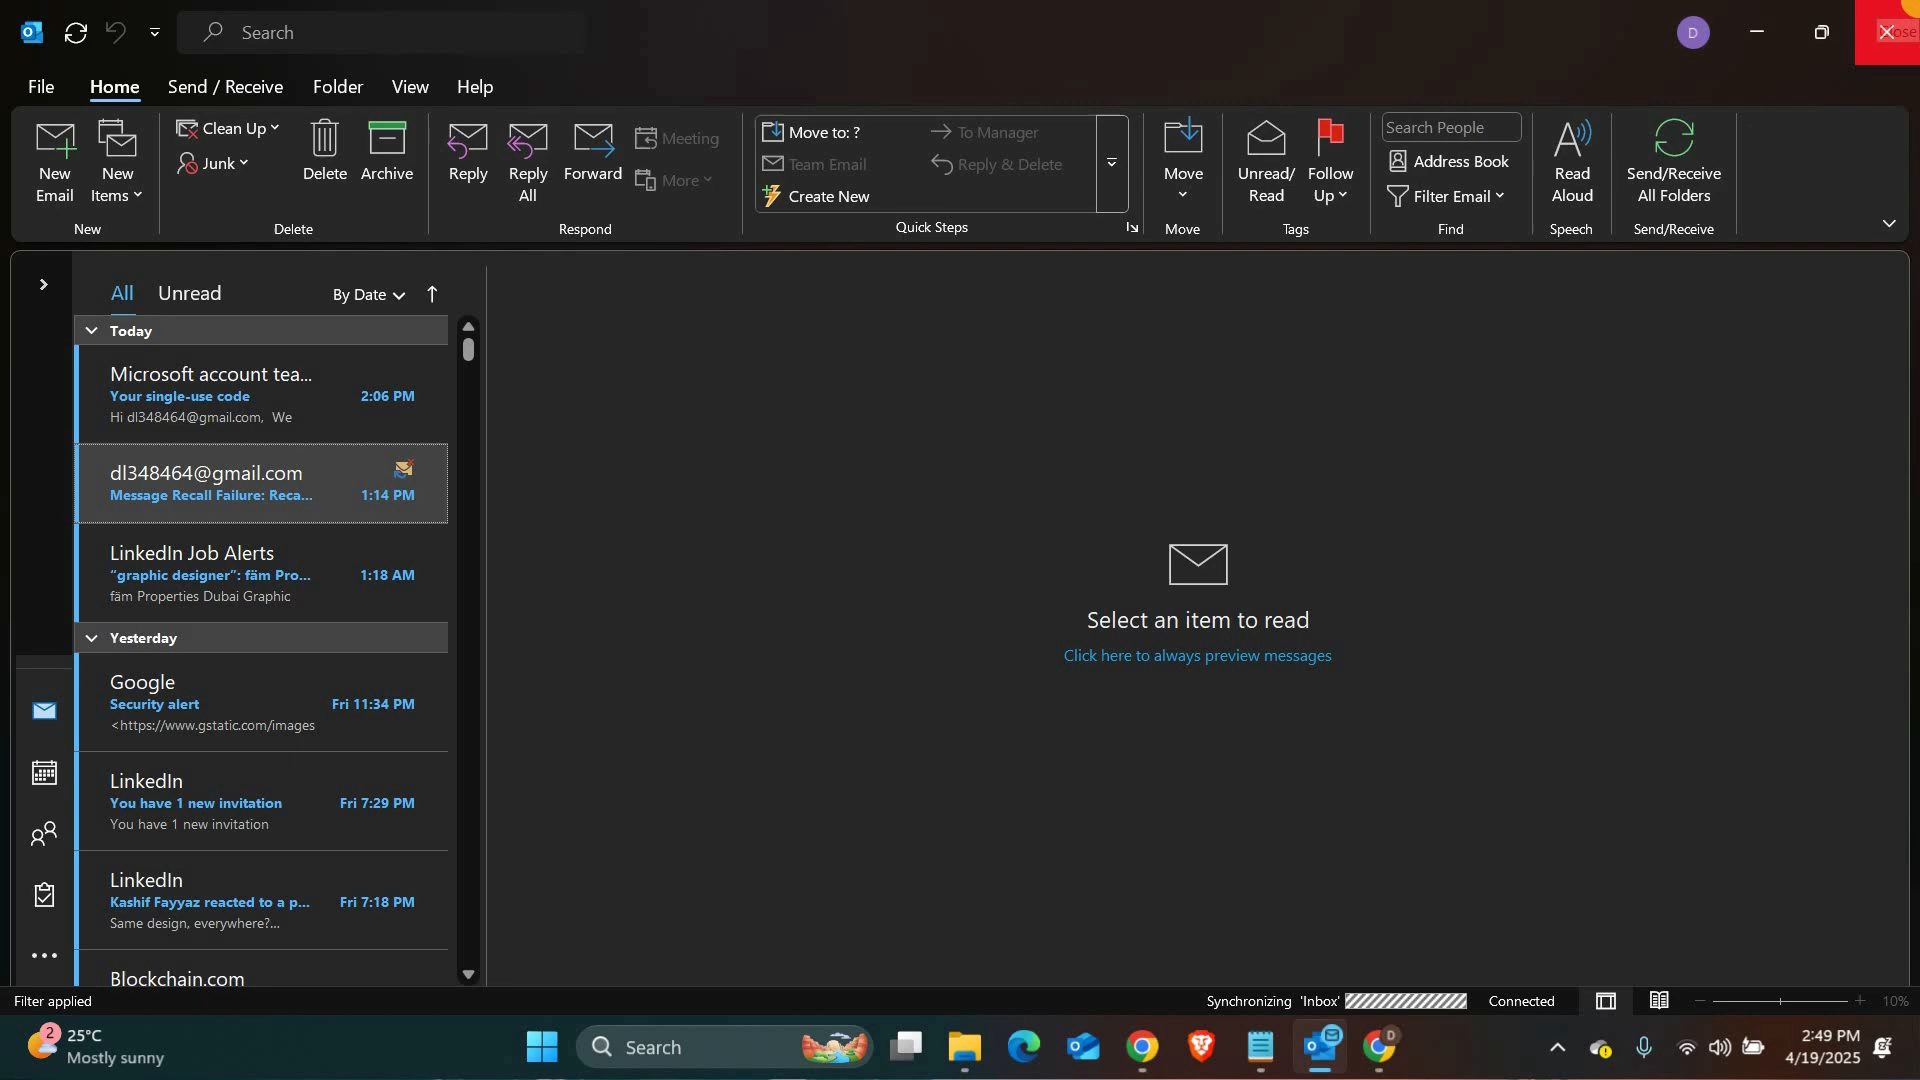 Search
D
Close
File Home Send / Receive Folder View Help
New Email
New Items
Clean Up
Junk
Delete
Archive
Reply
Reply All
Forward
Meeting
More
Move to: ?
Team Email
Create New
To Manager
Reply & Delete
Move
Unread/ Read
Follow Up
Search People
Address Book
Filter Email
Read Aloud
Send/Receive All Folders
New
Delete
Respond
Quick Steps
Move
Tags
Find
Speech
Send/Receive
All Unread By Date
Today
Microsoft account tea...
Your single-use code 2:06 PM
Hi dl348464@gmail.com, We
dl348464@gmail.com
Message Recall Failure: Reca... 1:14 PM
LinkedIn Job Alerts
“graphic designer”: fäm Pro... 1:18 AM
fäm Properties Dubai Graphic
Yesterday
Google
Security alert Fri 11:34 PM
<https://www.gstatic.com/images
LinkedIn
You have 1 new invitation Fri 7:29 PM
You have 1 new invitation
LinkedIn
Kashif Fayyaz reacted to a p... Fri 7:18 PM
Same design, everywhere?...
Blockchain.com
Select an item to read
Click here to always preview messages
Filter applied
Synchronizing 'Inbox' Connected 10%
2
25°C
Mostly sunny
Search
D
2:49 PM
4/19/2025